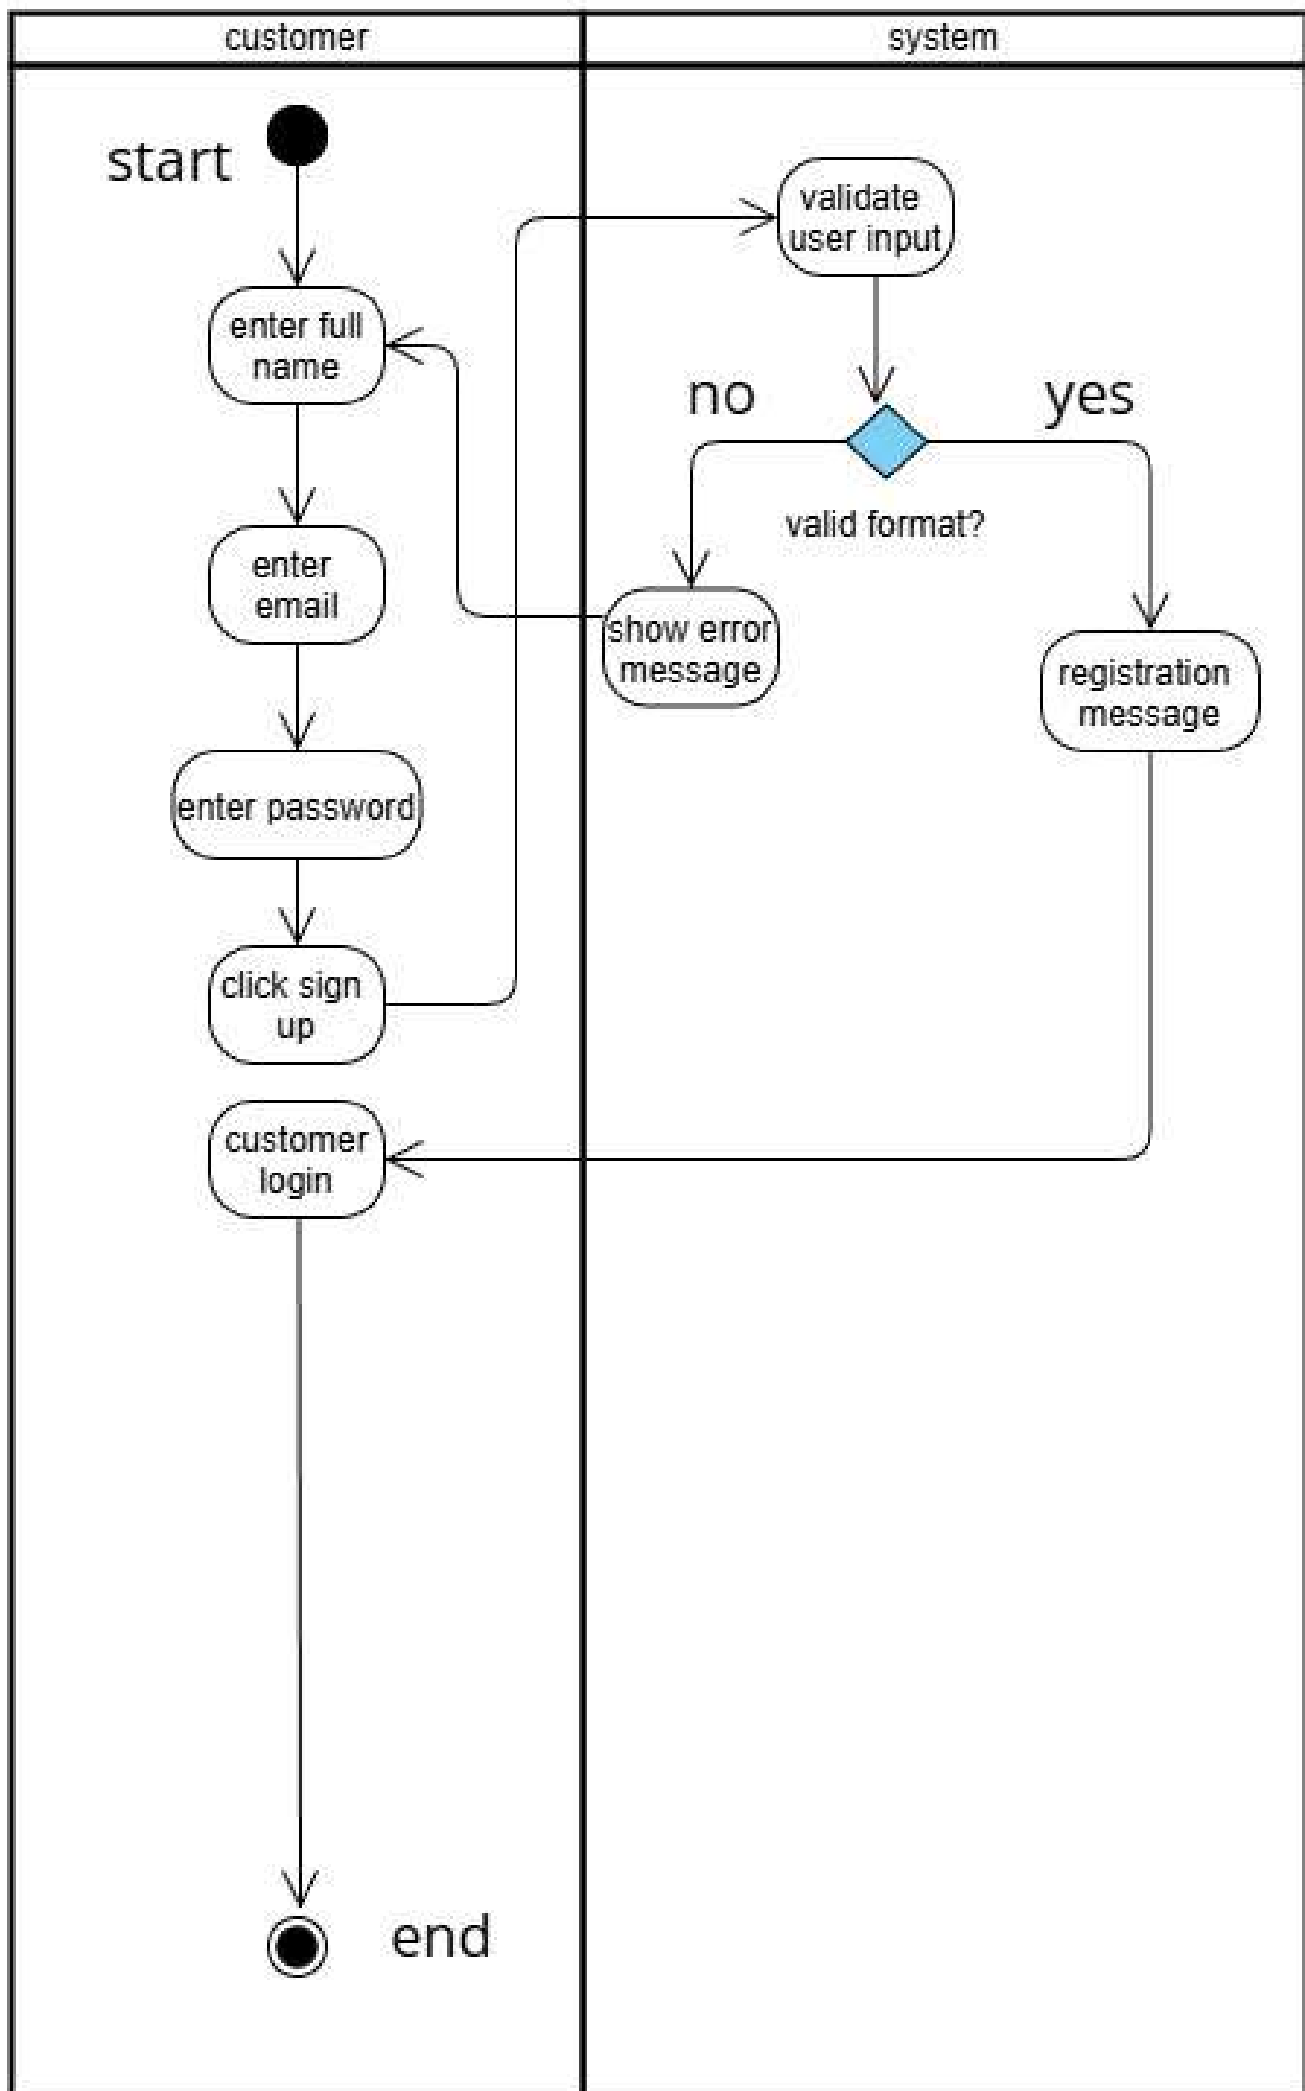 customer
system
start
validate
user input
enter full
name
no
yes
valid format?
enter
email
show error
message
registration
message
enter password
click sign
up
customer
login
end